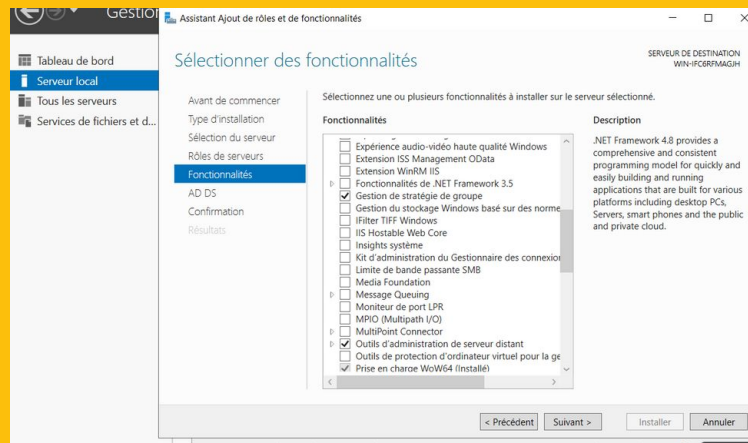 Gestion
Assistant Ajout de rôles et de fonctionnalités
Tableau de bord
Serveur local
Tous les serveurs
Services de fichiers et d...
Sélectionner des fonctionnalités
SERVEUR DE DESTINATION
WIN-IFC6RFMAGJH
Avant de commencer
Type d'installation
Sélection du serveur
Rôles de serveurs
Fonctionnalités
AD DS
Confirmation
Résultats
Sélectionnez une ou plusieurs fonctionnalités à installer sur le serveur sélectionné.
Fonctionnalités
Expérience audio-vidéo haute qualité Windows
Extension ISS Management OData
Extension WinRM IIS
Fonctionnalités de .NET Framework 3.5
Gestion de stratégie de groupe
Gestion du stockage Windows basé sur des norme
IFilter TIFF Windows
IIS Hostable Web Core
Insights système
Kit d'administration du Gestionnaire des connexion
Limite de bande passante SMB
Media Foundation
Message Queuing
Moniteur de port LPR
MPIO (Multipath I/O)
MultiPoint Connector
Outils d'administration de serveur distant
Outils de protection d'ordinateur virtuel pour la ge
Prise en charge WoW64 (Installé)
Description
.NET Framework 4.8 provides a
comprehensive and consistent
programming model for quickly and
easily building and running
applications that are built for various
platforms including desktop PCs,
Servers, smart phones and the public
and private cloud.
< Précédent
Suivant >
Installer
Annuler